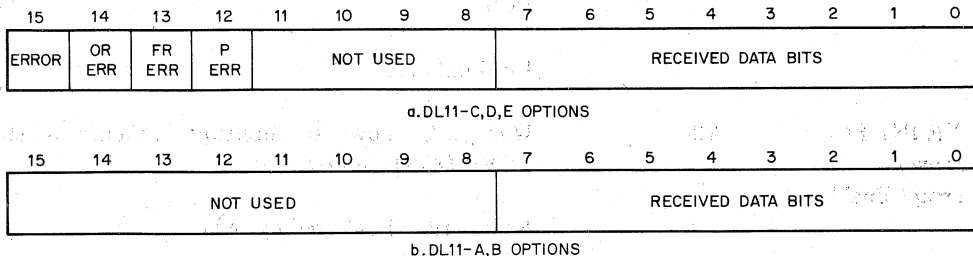 15 14 13 12 11 10 9 8 7 6 5 4 3 2 1 0
ERROR OR ERR FR ERR P ERR NOT USED RECEIVED DATA BITS
a. DL11-C,D,E OPTIONS
15 14 13 12 11 10 9 8 7 6 5 4 3 2 1 0
NOT USED RECEIVED DATA BITS
b. DL11-A,B OPTIONS